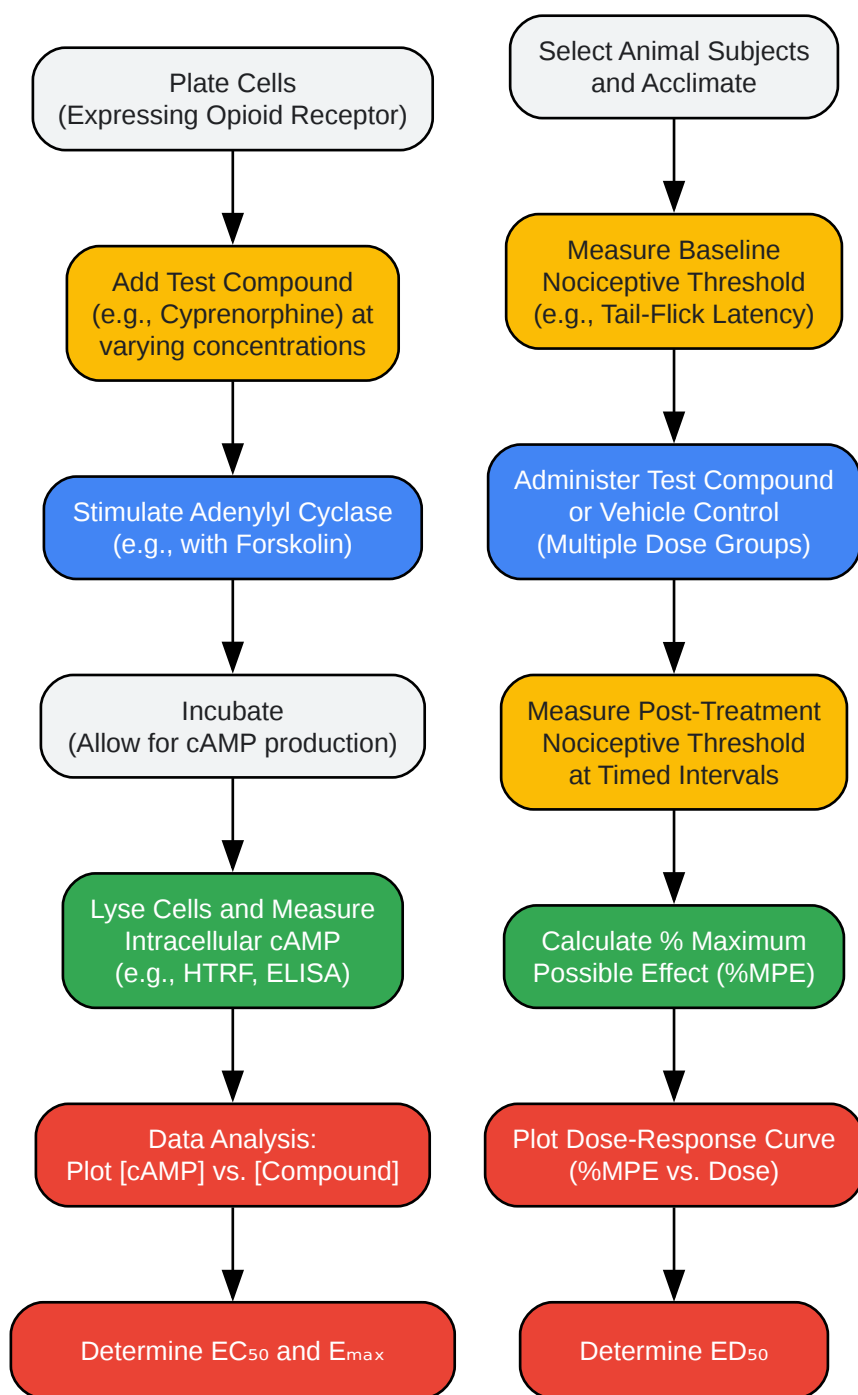 Plate Cells
(Expressing Opioid Receptor)
Add Test Compound
(e.g., Cyprenorphine) at
varying concentrations
Stimulate Adenylyl Cyclase
(e.g., with Forskolin)
Incubate
(Allow for cAMP production)
Lyse Cells and Measure
Intracellular cAMP
(e.g., HTRF, ELISA)
Data Analysis:
Plot [cAMP] vs. [Compound]
Determine EC₅₀ and Eₘₐₓ
Select Animal Subjects
and Acclimate
Measure Baseline
Nociceptive Threshold
(e.g., Tail-Flick Latency)
Administer Test Compound
or Vehicle Control
(Multiple Dose Groups)
Measure Post-Treatment
Nociceptive Threshold
at Timed Intervals
Calculate % Maximum
Possible Effect (%MPE)
Plot Dose-Response Curve
(%MPE vs. Dose)
Determine ED₅₀